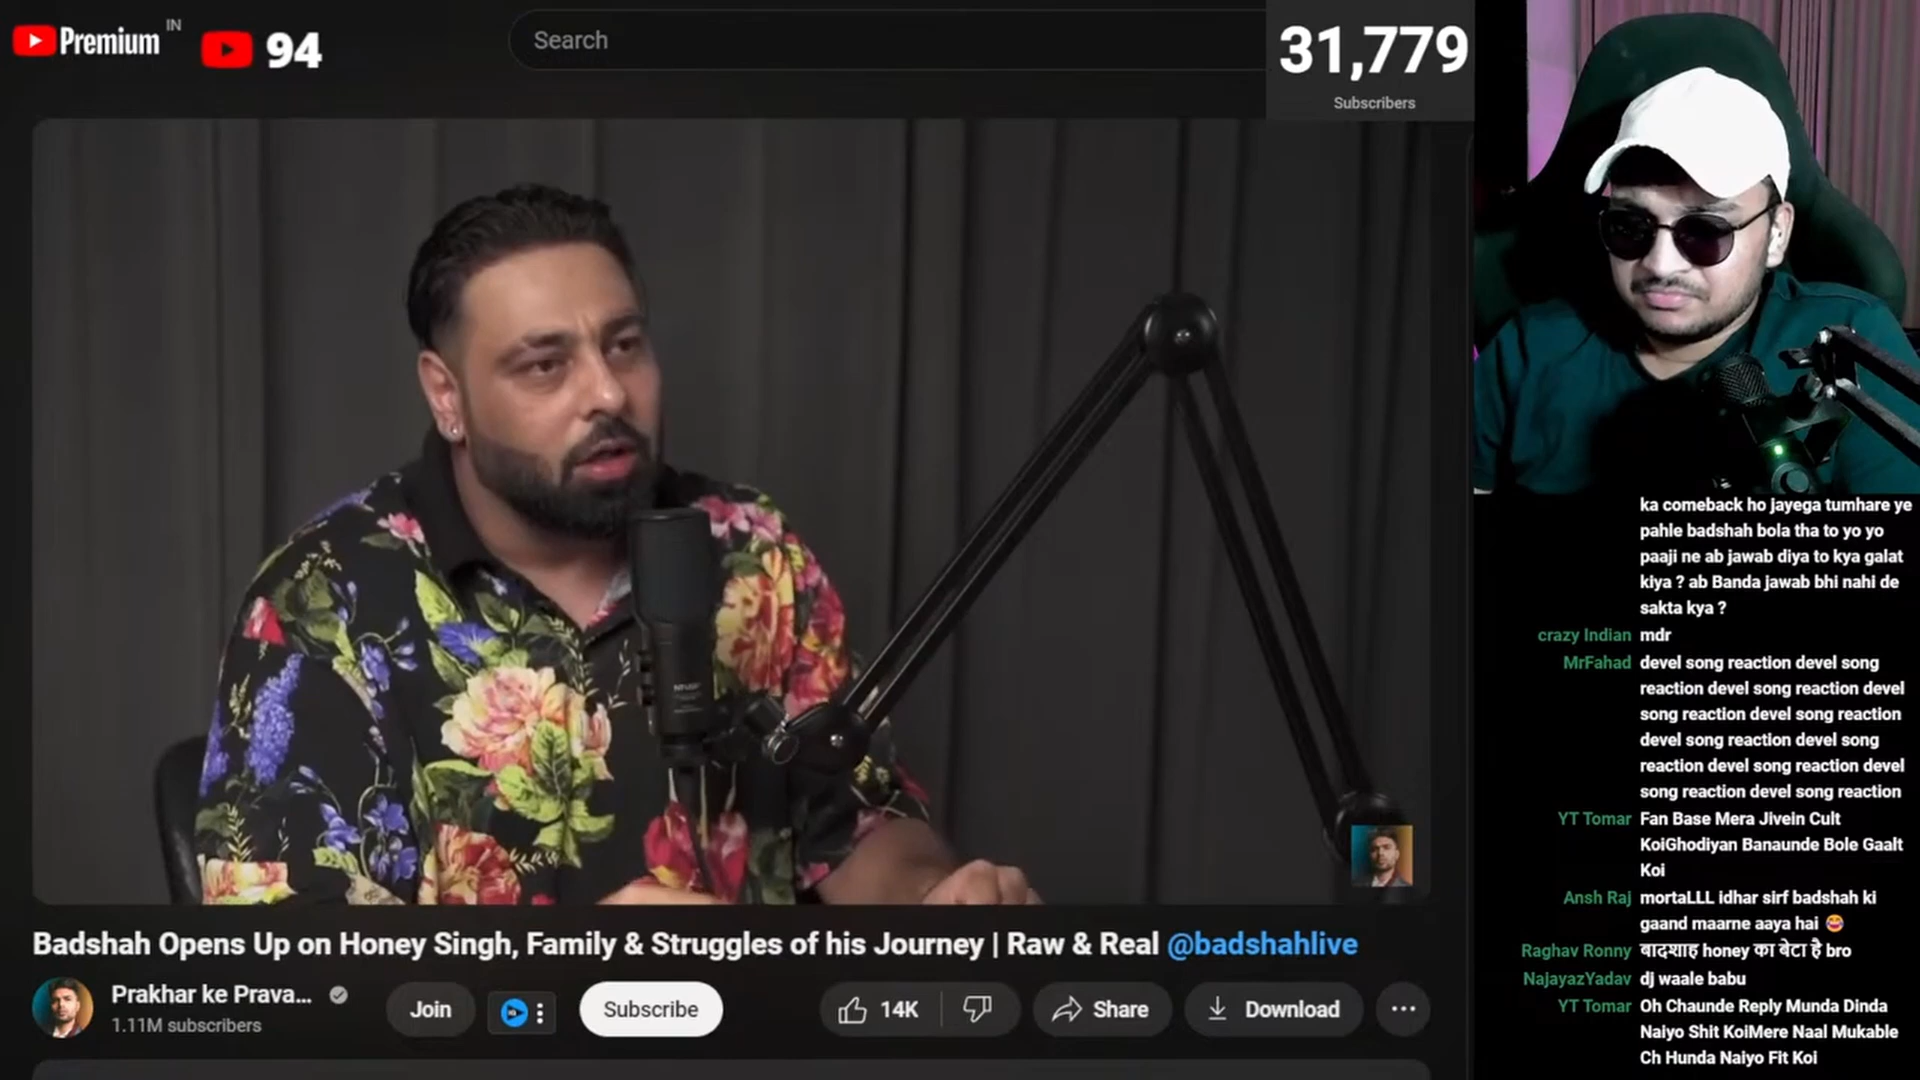 Premium IN
94
Search
31,779
Subscribers
Badshah Opens Up on Honey Singh, Family & Struggles of his Journey | Raw & Real @badshahlive
Prakhar ke Prava...
1.11M subscribers
Join
Subscribe
14K
Share
Download
ka comeback ho jayega tumhare ye
pahle badshah bola tha to yo yo
paaji ne ab jawab diya to kya galat
kiya ? ab Banda jawab bhi nahi de
sakta kya ?
crazy Indian mdr
MrFahad devel song reaction devel song
reaction devel song reaction devel
song reaction devel song reaction
devel song reaction devel song
reaction devel song reaction devel
song reaction devel song reaction
YT Tomar Fan Base Mera Jivein Cult
KoiGhodiyan Banaunde Bole Gaalt
Koi
Ansh Raj mortaLLL idhar sirf badshah ki
gaand maarne aaya hai 😂
Raghav Ronny बादशाह honey का बेटा है bro
NajayazYadav dj waale babu
YT Tomar Oh Chaunde Reply Munda Dinda
Naiyo Shit KoiMere Naal Mukable
Ch Hunda Naiyo Fit Koi